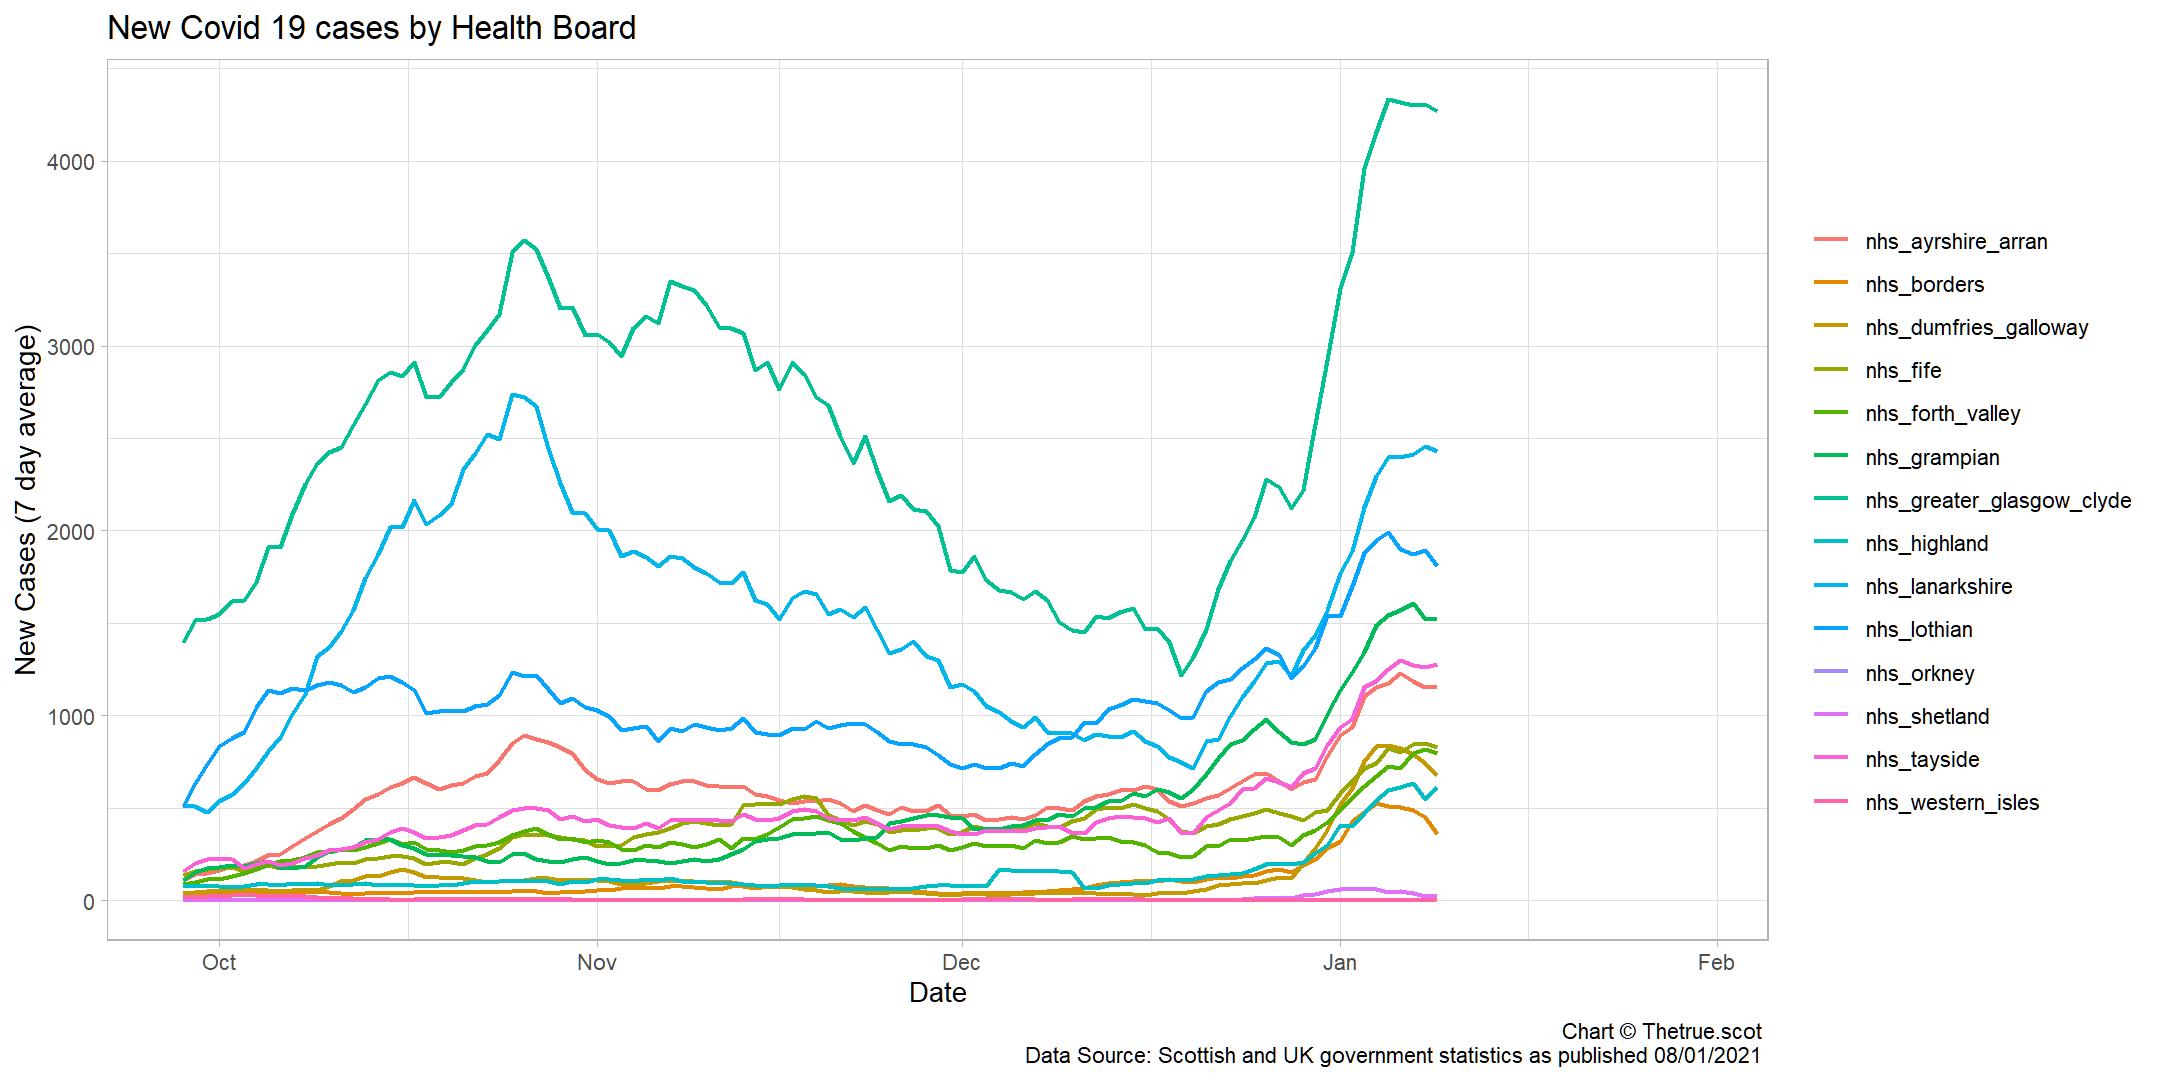 New Covid 19 cases by Health Board
New Cases (7 day average)
4000
3000
2000
1000
0
Oct
Nov
Dec
Jan
Feb
Date
nhs_ayrshire_arran
nhs_borders
nhs_dumfries_galloway
nhs_fife
nhs_forth_valley
nhs_grampian
nhs_greater_glasgow_clyde
nhs_highland
nhs_lanarkshire
nhs_lothian
nhs_orkney
nhs_shetland
nhs_tayside
nhs_western_isles
Chart © Thetrue.scot
Data Source: Scottish and UK government statistics as published 08/01/2021